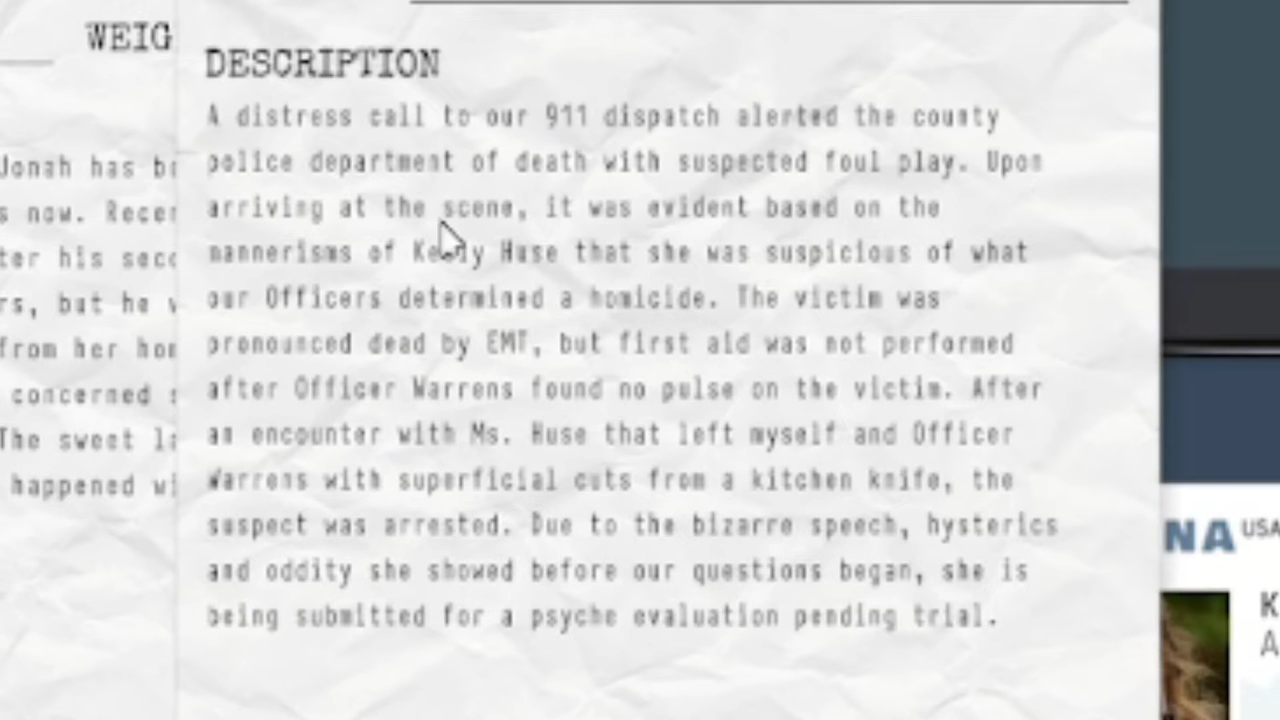 WEIG
DESCRIPTION
A distress call to our 911 dispatch alerted the county
police department of death with suspected foul play. Upon
arriving at the scene, it was evident based on the
mannerisms of Huse that she was suspicious of what
our Officers determined a homicide. The victim was
pronounced dead by EMT, but first aid was not performed
after Officer Warrens found no pulse on the victim. After
an encounter with Ms. Huse that left myself and Officer
Warrens with superficial cuts from a kitchen knife, the
suspect was arrested. Due to the bizarre speech, hysterics
and oddity she showed before our questions began, she is
being submitted for a psyche evaluation pending trial.
Jonah has
s now. Recen
ter his seco
rs, but he
from her hom
concerned
The sweet la
happened wi
NA USA
K
A